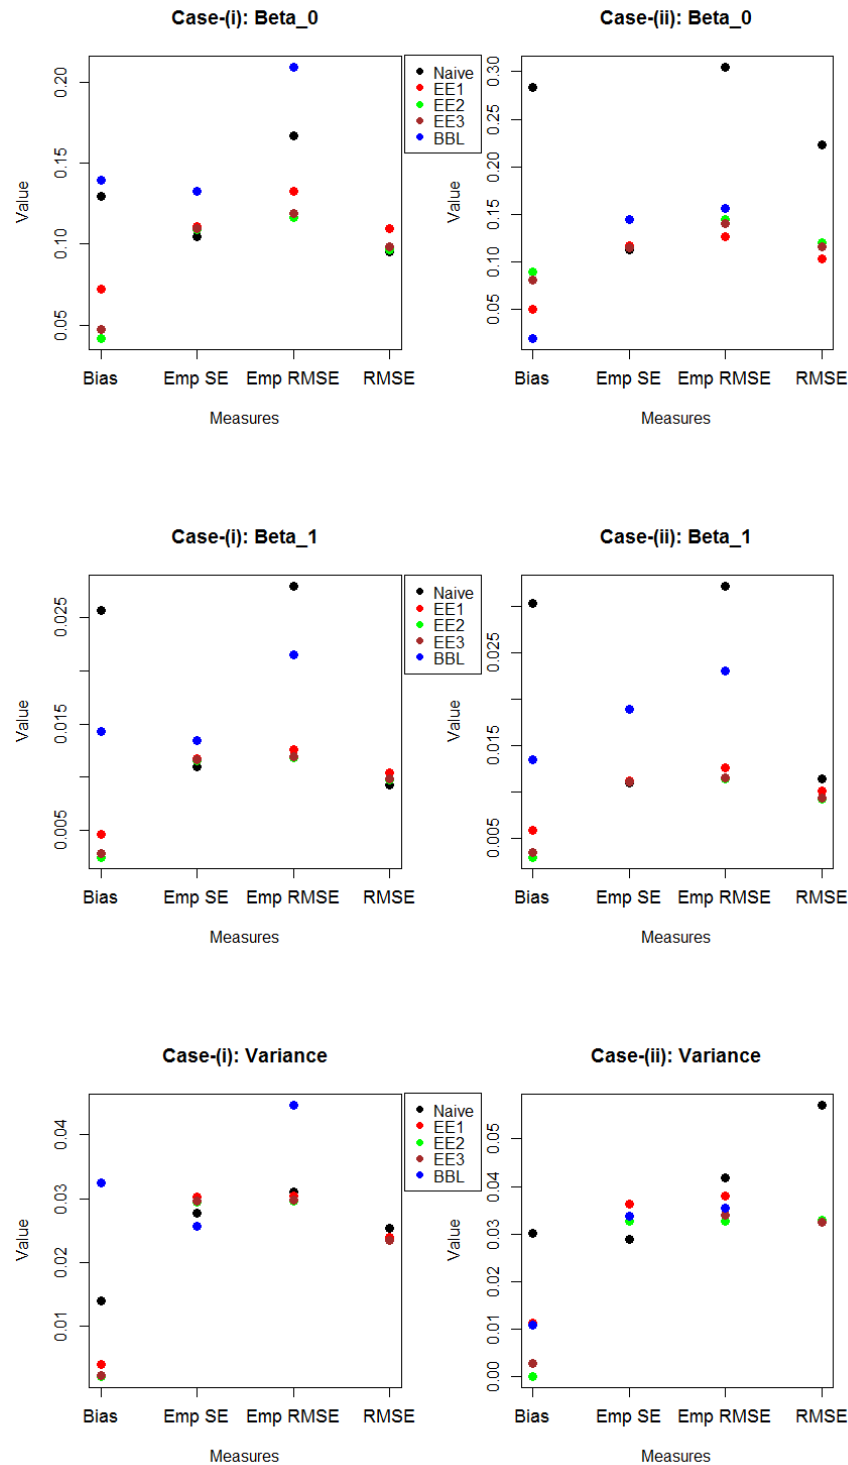 Case-(i): Beta_0
Value
0.20
0.15
0.10
0.05
Bias Emp SE Emp RMSE RMSE
Measures
Naive
EE1
EE2
EE3
BBL
Case-(ii): Beta_0
Value
0.30
0.25
0.20
0.15
0.10
0.05
Bias Emp SE Emp RMSE RMSE
Measures
Case-(i): Beta_1
Value
0.025
0.015
0.005
Bias Emp SE Emp RMSE RMSE
Measures
Naive
EE1
EE2
EE3
BBL
Case-(ii): Beta_1
Value
0.025
0.015
0.005
Bias Emp SE Emp RMSE RMSE
Measures
Case-(i): Variance
Value
0.04
0.03
0.02
0.01
Bias Emp SE Emp RMSE RMSE
Measures
Naive
EE1
EE2
EE3
BBL
Case-(ii): Variance
Value
0.05
0.04
0.03
0.02
0.01
0.00
Bias Emp SE Emp RMSE RMSE
Measures